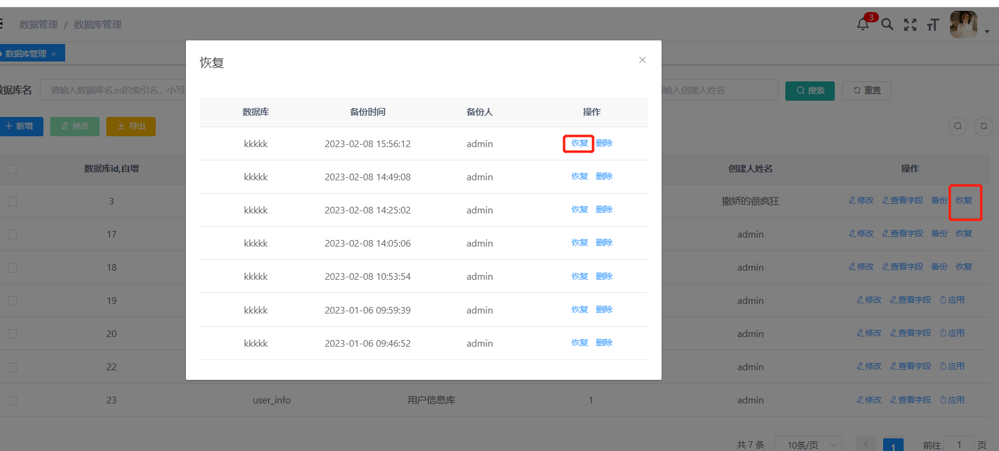 数据管理 / 数据库管理
3
数据库管理 ×
恢复
数据库名 请输入数据库名,es的索引名，小写
输入创建人姓名 搜索 重置
数据库 备份时间 备份人 操作
新增 修改 导出
kkkkk 2023-02-08 15:56:12 admin 恢复 删除
数据库id,自增 创建人姓名 操作
kkkkk 2023-02-08 14:49:08 admin 恢复 删除
3 撒娇的很疯狂 修改 查看字段 备份 恢复
kkkkk 2023-02-08 14:25:02 admin 恢复 删除
17 admin 修改 查看字段 备份 恢复
kkkkk 2023-02-08 14:05:06 admin 恢复 删除
18 admin 修改 查看字段 备份 恢复
kkkkk 2023-02-08 10:53:54 admin 恢复 删除
19 admin 修改 查看字段 应用
kkkkk 2023-01-06 09:59:39 admin 恢复 删除
20 admin 修改 查看字段 应用
kkkkk 2023-01-06 09:46:52 admin 恢复 删除
22 admin 修改 查看字段 应用
23 user_info 用户信息库 1 admin 修改 查看字段 应用
共 7 条 10条/页 1 前往 1 页